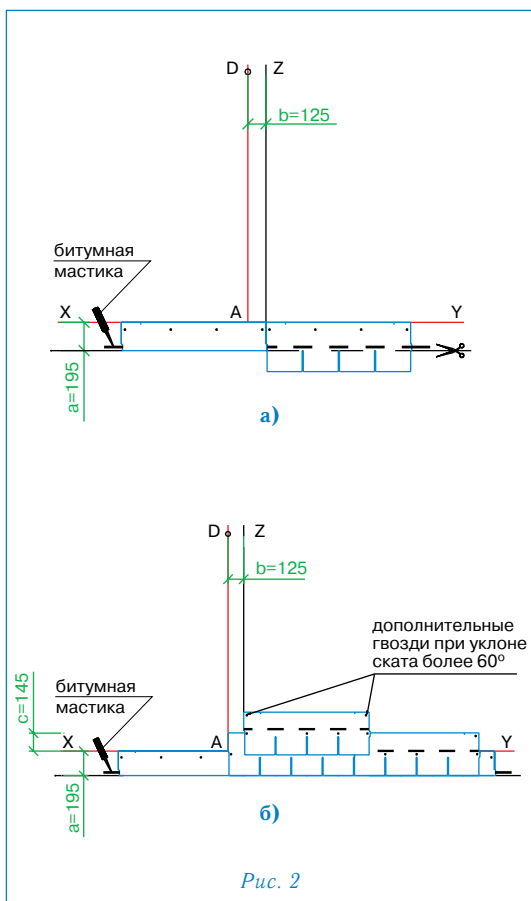 D Z
b=125
битумная
мастика
X A Y
a=195
а)
D Z
b=125
дополнительные
гвозди при уклоне
ската более 60º
битумная
мастика
c=145
X A Y
a=195
б)
Рис. 2